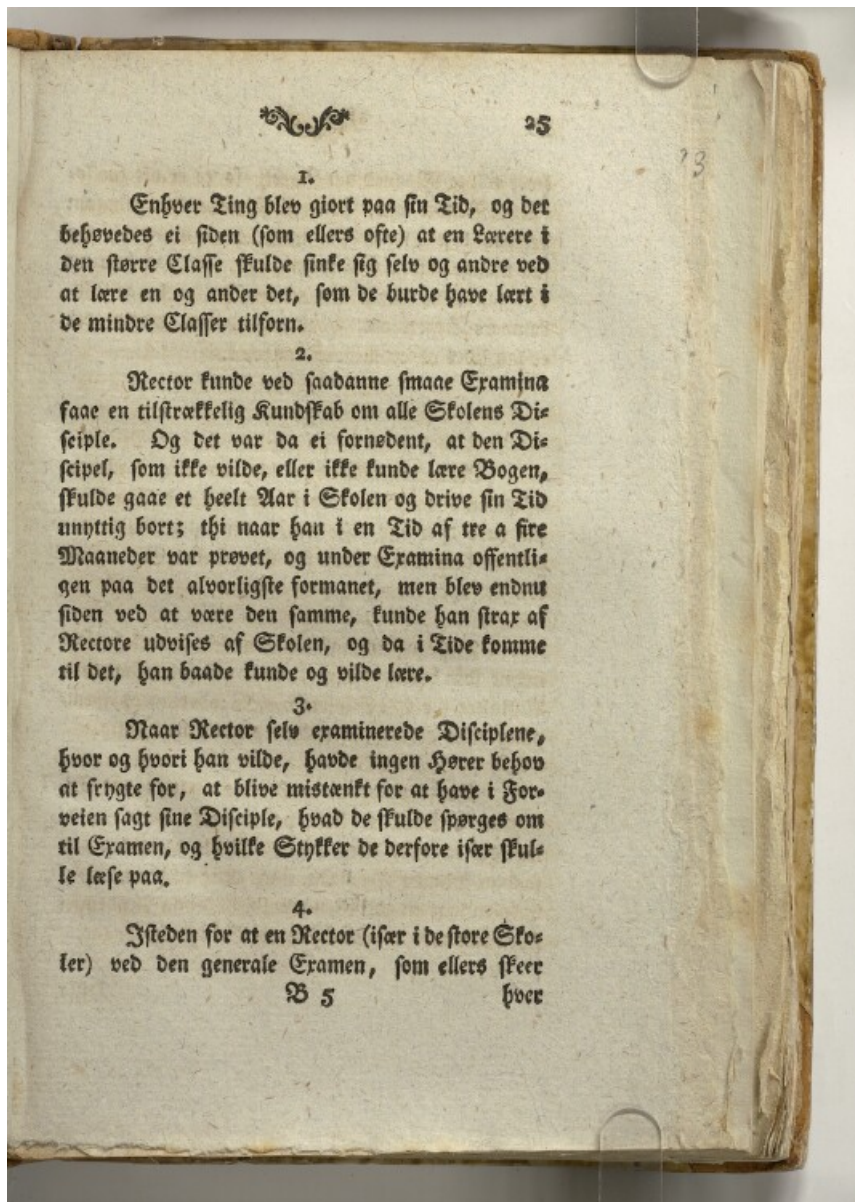 25
23
1.
Enhver Ting blev giort paa sin Tid, og det
behøvedes ei siden (som ellers ofte) at en Lærere i
den større Classe skulde sinke sig selv og andre ved
at lære en og ander det, som de burde have lært i
de mindre Classer tilforn.
2.
Rector kunde ved saadanne smaae Examina
faae en tilstrækkelig Kundskab om alle Skolens Di⸗
sciple. Og det var da ei fornødent, at den Di⸗
scipel, som ikke vilde, eller ikke kunde lære Bogen,
skulde gaae et heelt Aar i Skolen og drive sin Tid
unyttig bort; thi naar han i en Tid af tre a fire
Maaneder var prøvet, og under Examina offentli⸗
gen paa det alvorligste formanet, men blev endnu
siden ved at være den samme, kunde han strax af
Rectore udvises af Skolen, og da i Tide komme
til det, han baade kunde og vilde lære.
3.
Naar Rector selv examinerede Disciplene,
hvor og hvori han vilde, havde ingen Hører behov
at frygte for, at blive mistænkt for at have i For⸗
veien sagt sine Disciple, hvad de skulde spørges om
til Examen, og hvilke Stykker de derfore især skul⸗
le læse paa.
4.
Isteden for at en Rector (især i de store Sko⸗
ler) ved den generale Examen, som ellers skeer
B 5 hver